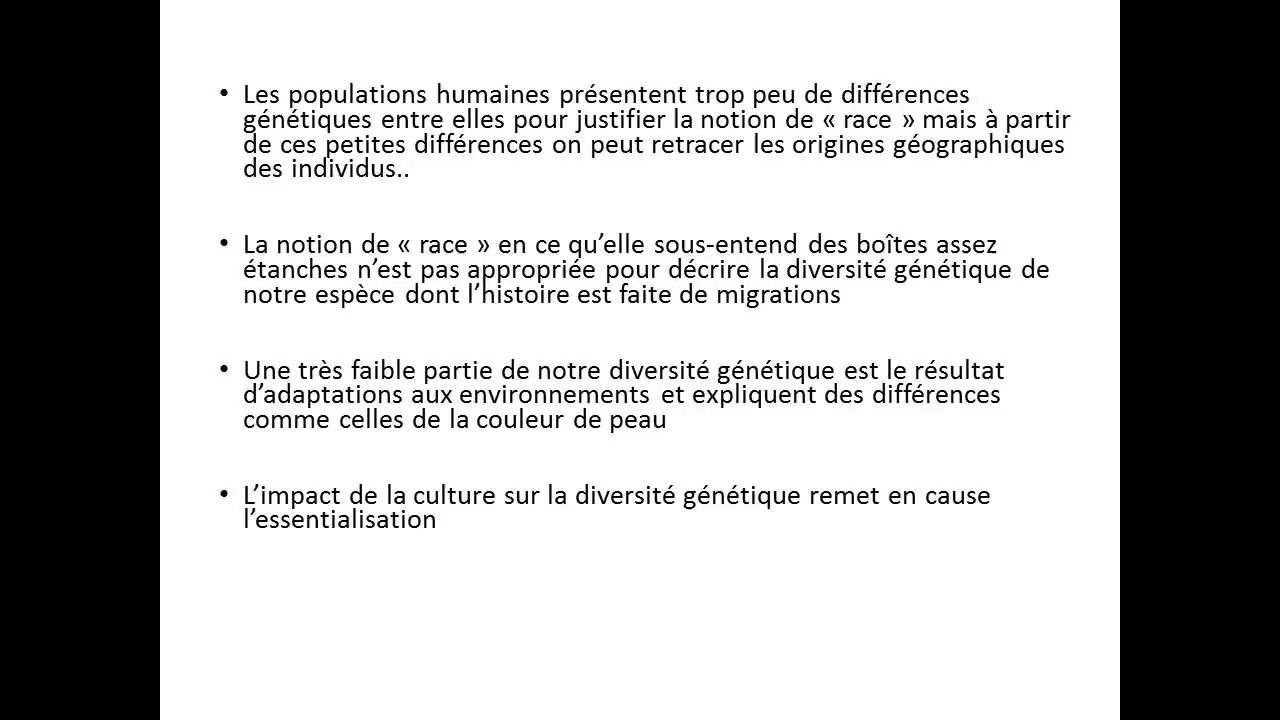 • Les populations humaines présentent trop peu de différences
génétiques entre elles pour justifier la notion de « race » mais à partir
de ces petites différences on peut retracer les origines géographiques
des individus..
• La notion de « race » en ce qu’elle sous-entend des boîtes assez
étanches n’est pas appropriée pour décrire la diversité génétique de
notre espèce dont l’histoire est faite de migrations
• Une très faible partie de notre diversité génétique est le résultat
d’adaptations aux environnements et expliquent des différences
comme celles de la couleur de peau
• L’impact de la culture sur la diversité génétique remet en cause
l’essentialisation